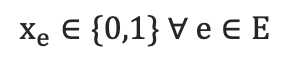 xₑ ∈ {0,1} ∀ e ∈ E